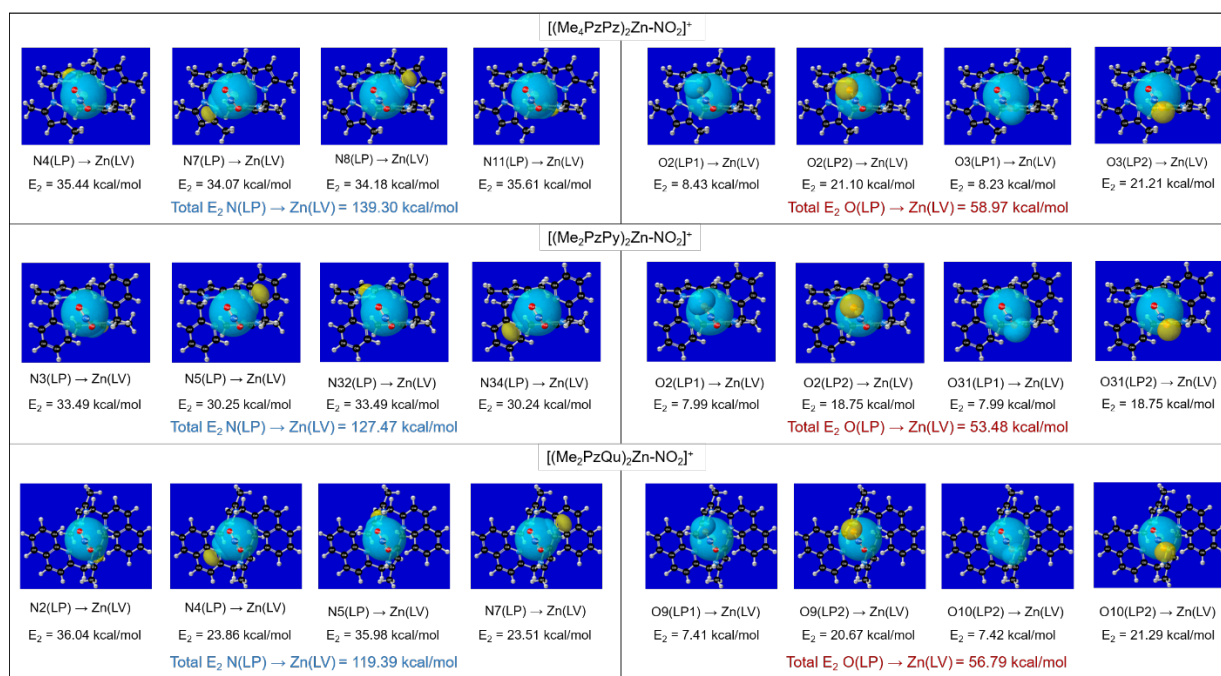 [(Me₄PzPz)₂Zn-NO₂]⁺
N4(LP) → Zn(LV) N7(LP) → Zn(LV) N8(LP) → Zn(LV) N11(LP) → Zn(LV) O2(LP1) → Zn(LV) O2(LP2) → Zn(LV) O3(LP1) → Zn(LV) O3(LP2) → Zn(LV)
E₂ = 35.44 kcal/mol E₂ = 34.07 kcal/mol E₂ = 34.18 kcal/mol E₂ = 35.61 kcal/mol E₂ = 8.43 kcal/mol E₂ = 21.10 kcal/mol E₂ = 8.23 kcal/mol E₂ = 21.21 kcal/mol
Total E₂ N(LP) → Zn(LV) = 139.30 kcal/mol Total E₂ O(LP) → Zn(LV) = 58.97 kcal/mol
[(Me₂PzPy)₂Zn-NO₂]⁺
N3(LP) → Zn(LV) N5(LP) → Zn(LV) N32(LP) → Zn(LV) N34(LP) → Zn(LV) O2(LP1) → Zn(LV) O2(LP2) → Zn(LV) O31(LP1) → Zn(LV) O31(LP2) → Zn(LV)
E₂ = 33.49 kcal/mol E₂ = 30.25 kcal/mol E₂ = 33.49 kcal/mol E₂ = 30.24 kcal/mol E₂ = 7.99 kcal/mol E₂ = 18.75 kcal/mol E₂ = 7.99 kcal/mol E₂ = 18.75 kcal/mol
Total E₂ N(LP) → Zn(LV) = 127.47 kcal/mol Total E₂ O(LP) → Zn(LV) = 53.48 kcal/mol
[(Me₂PzQu)₂Zn-NO₂]⁺
N2(LP) → Zn(LV) N4(LP) → Zn(LV) N5(LP) → Zn(LV) N7(LP) → Zn(LV) O9(LP1) → Zn(LV) O9(LP2) → Zn(LV) O10(LP2) → Zn(LV) O10(LP2) → Zn(LV)
E₂ = 36.04 kcal/mol E₂ = 23.86 kcal/mol E₂ = 35.98 kcal/mol E₂ = 23.51 kcal/mol E₂ = 7.41 kcal/mol E₂ = 20.67 kcal/mol E₂ = 7.42 kcal/mol E₂ = 21.29 kcal/mol
Total E₂ N(LP) → Zn(LV) = 119.39 kcal/mol Total E₂ O(LP) → Zn(LV) = 56.79 kcal/mol